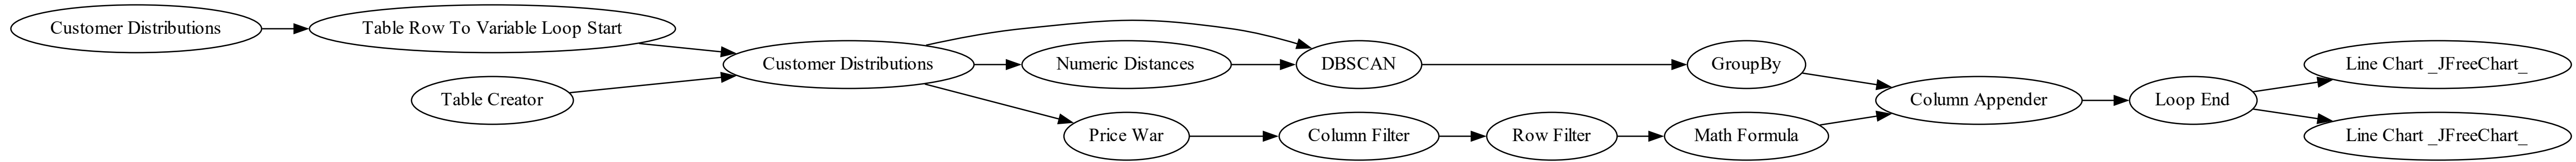 Customer Distributions
Table Row To Variable Loop Start
Table Creator
Customer Distributions
Numeric Distances
DBSCAN
GroupBy
Price War
Column Filter
Row Filter
Math Formula
Column Appender
Loop End
Line Chart _JFreeChart_
Line Chart _JFreeChart_